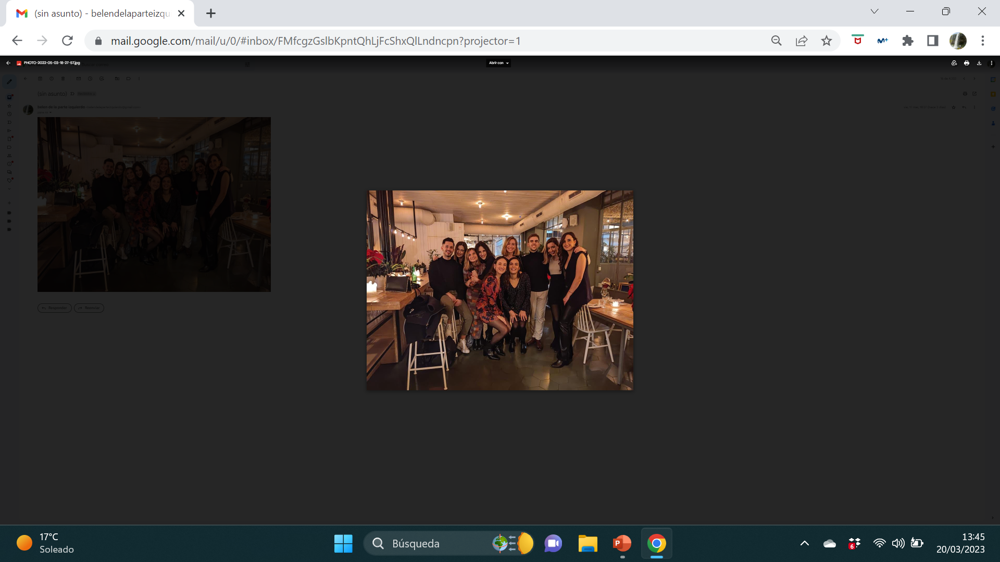 (sin asunto) - belendelaparteizqu
mail.google.com/mail/u/0/#inbox/FMfcgzGslbKpntQhLjFcShxQlLndncpn?projector=1
PHOTO-2022-05-03-18-27-57.jpg
Abrir con
(sin asunto)
belen de la parte izquierdo
Responder
Reenviar
17°C
Soleado
Búsqueda
P
6
13:45
20/03/2023